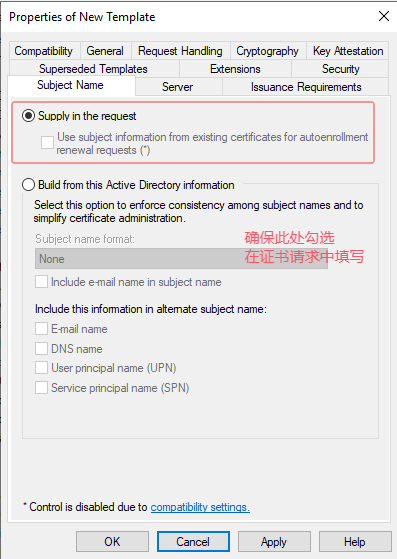 Properties of New Template
Compatibility General Request Handling Cryptography Key Attestation
Superseded Templates Extensions Security
Subject Name Server Issuance Requirements
Supply in the request
Use subject information from existing certificates for autoenrollment
renewal requests (*)
Build from this Active Directory information
Select this option to enforce consistency among subject names and to
simplify certificate administration.
Subject name format:
None
确保此处勾选
在证书请求中填写
Include e-mail name in subject name
Include this information in alternate subject name:
E-mail name
DNS name
User principal name (UPN)
Service principal name (SPN)
* Control is disabled due to compatibility settings.
OK Cancel Apply Help